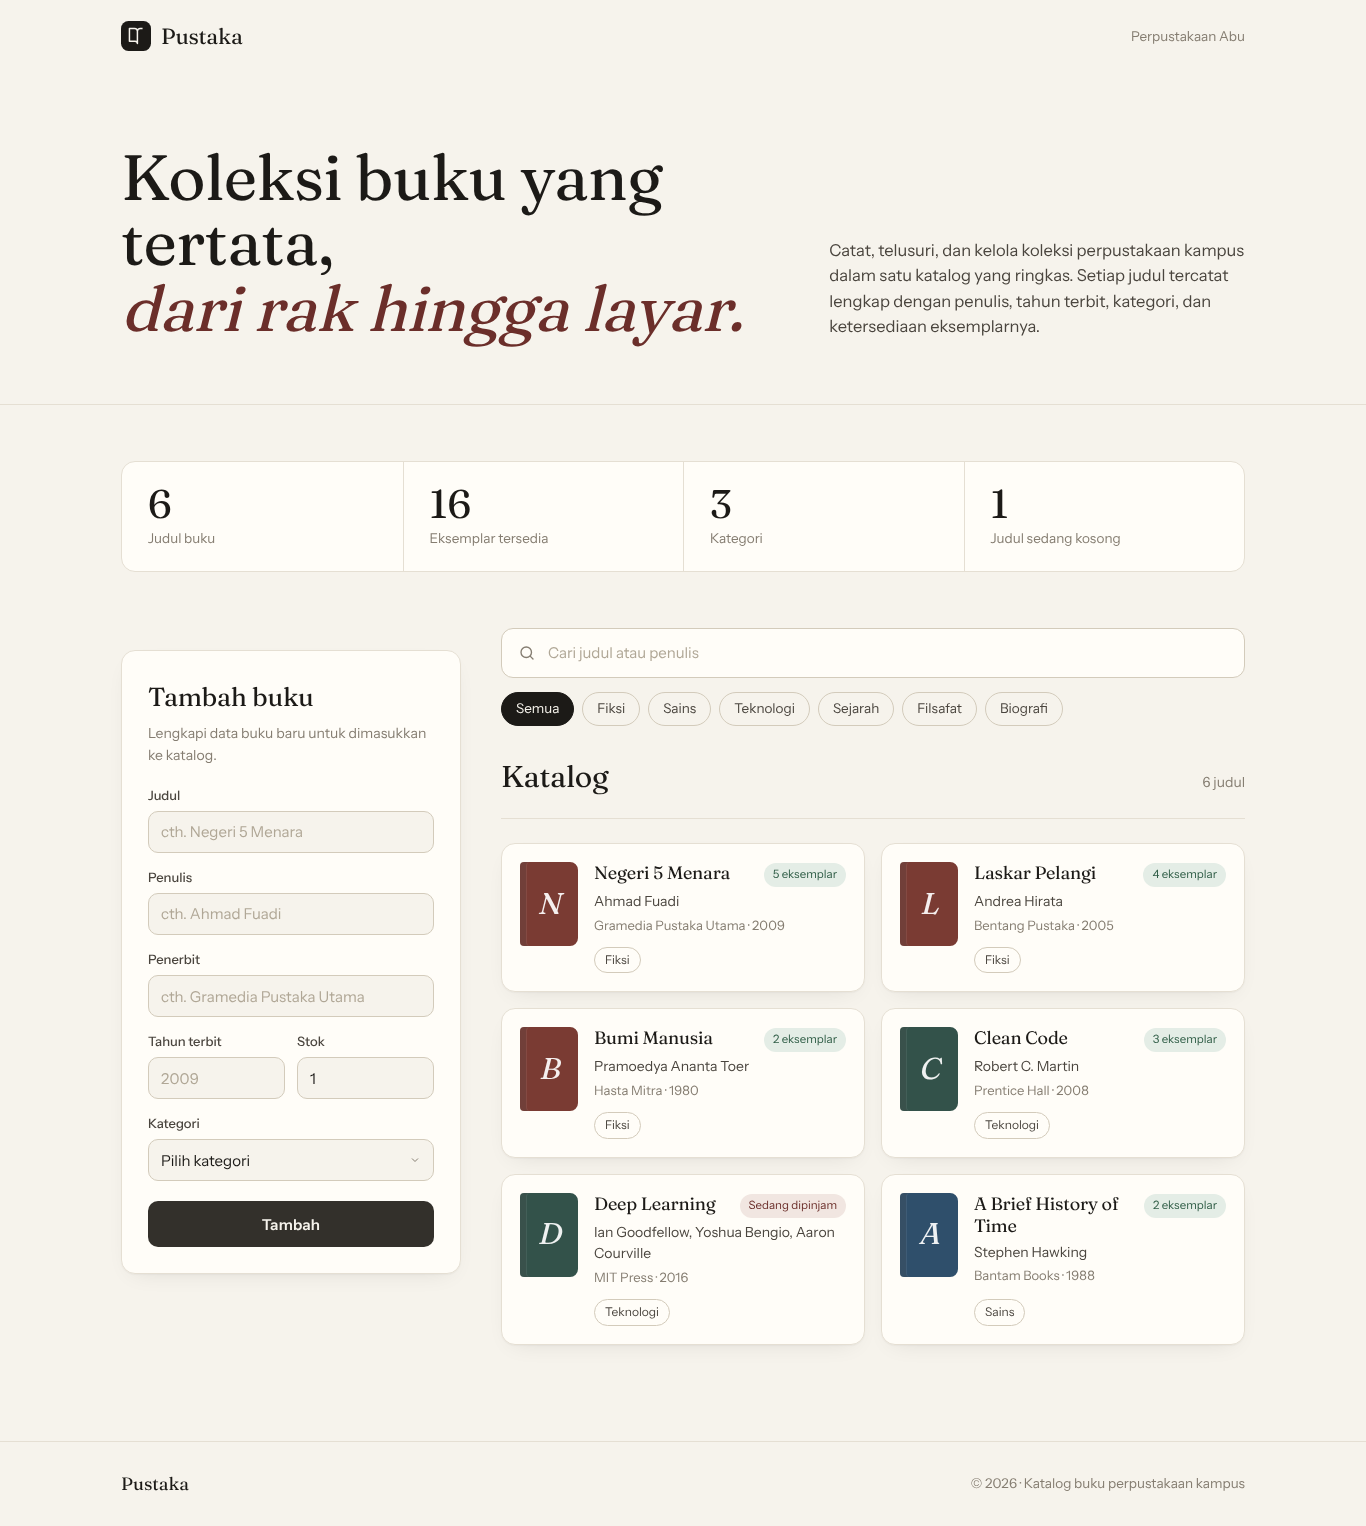 Pustaka
Perpustakaan Abu
Koleksi buku yang
tertata,
dari rak hingga layar.
Catat, telusuri, dan kelola koleksi perpustakaan kampus
dalam satu katalog yang ringkas. Setiap judul tercatat
lengkap dengan penulis, tahun terbit, kategori, dan
ketersediaan eksemplarnya.
6
Judul buku
16
Eksemplar tersedia
3
Kategori
1
Judul sedang kosong
Tambah buku
Lengkapi data buku baru untuk dimasukkan
ke katalog.
Judul
cth. Negeri 5 Menara
Penulis
cth. Ahmad Fuadi
Penerbit
cth. Gramedia Pustaka Utama
Tahun terbit
2009
Stok
1
Kategori
Pilih kategori
Tambah
Cari judul atau penulis
Semua
Fiksi
Sains
Teknologi
Sejarah
Filsafat
Biografi
Katalog
6 judul
N
Negeri 5 Menara
5 eksemplar
Ahmad Fuadi
Gramedia Pustaka Utama · 2009
Fiksi
L
Laskar Pelangi
4 eksemplar
Andrea Hirata
Bentang Pustaka · 2005
Fiksi
B
Bumi Manusia
2 eksemplar
Pramoedya Ananta Toer
Hasta Mitra · 1980
Fiksi
C
Clean Code
3 eksemplar
Robert C. Martin
Prentice Hall · 2008
Teknologi
D
Deep Learning
Sedang dipinjam
Ian Goodfellow, Yoshua Bengio, Aaron
Courville
MIT Press · 2016
Teknologi
A
A Brief History of
Time
2 eksemplar
Stephen Hawking
Bantam Books · 1988
Sains
Pustaka
© 2026 · Katalog buku perpustakaan kampus